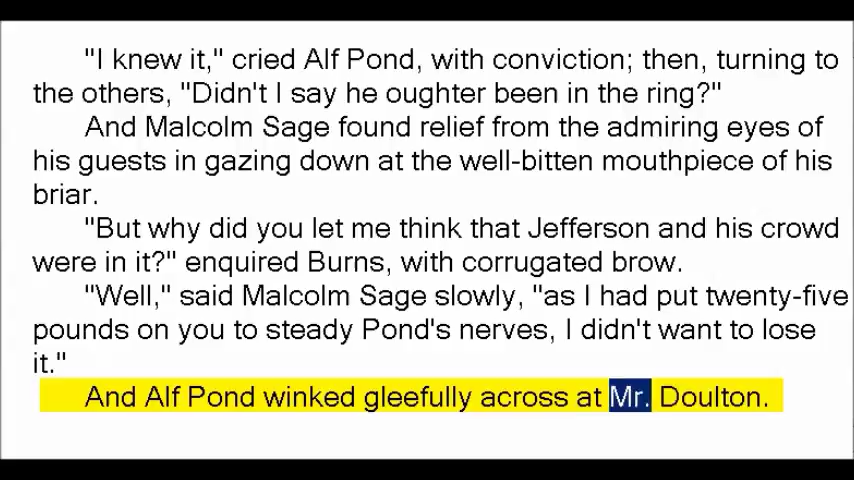 "I knew it," cried Alf Pond, with conviction; then, turning to
the others, "Didn't I say he oughter been in the ring?"
And Malcolm Sage found relief from the admiring eyes of
his guests in gazing down at the well-bitten mouthpiece of his
briar.
"But why did you let me think that Jefferson and his crowd
were in it?" enquired Burns, with corrugated brow.
"Well," said Malcolm Sage slowly, "as I had put twenty-five
pounds on you to steady Pond's nerves, I didn't want to lose
it."
And Alf Pond winked gleefully across at Mr. Doulton.